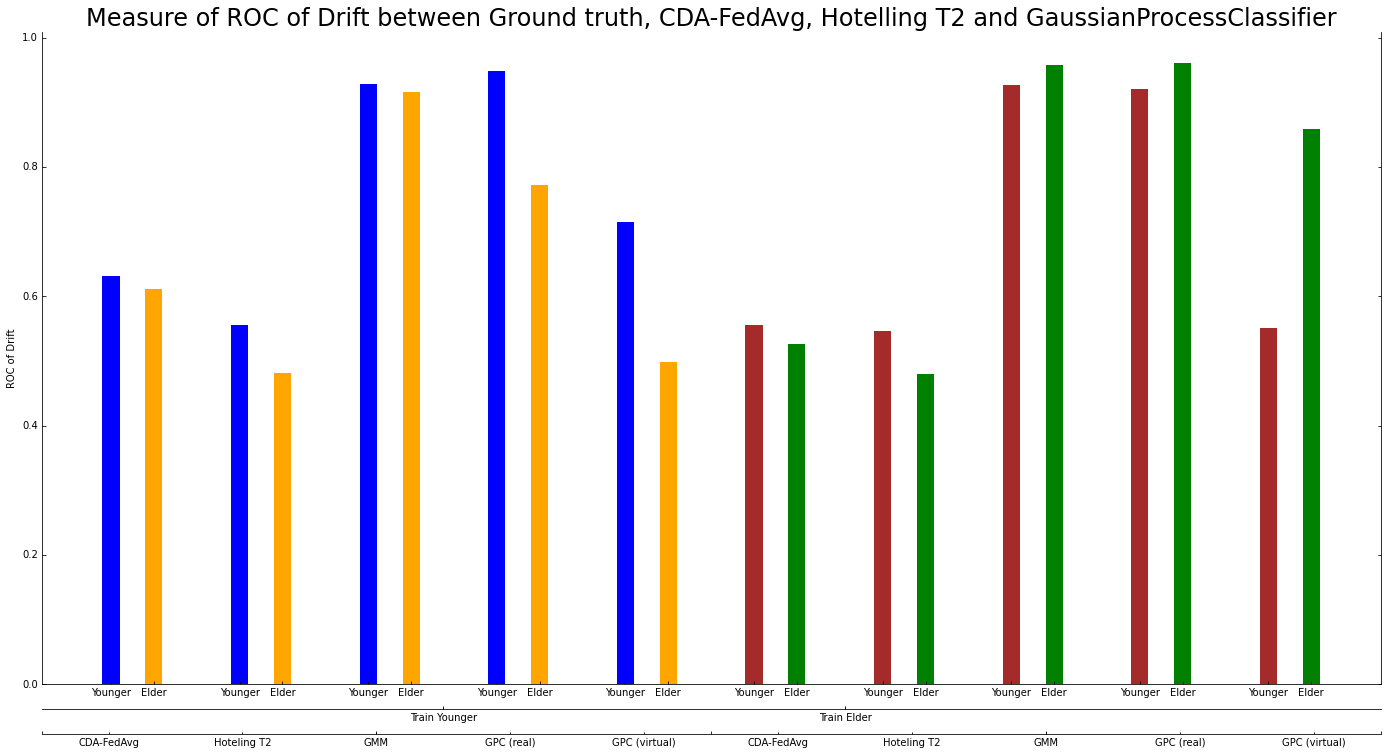 Measure of ROC of Drift between Ground truth, CDA-FedAvg, Hotelling T2 and GaussianProcessClassifier
1.0
0.8
0.6
0.4
0.2
0.0
ROC of Drift
Younger Elder Younger Elder Younger Elder Younger Elder Younger Elder Younger Elder Younger Elder Younger Elder Younger Elder Younger Elder
Train Younger Train Elder
CDA-FedAvg Hoteling T2 GMM GPC (real) GPC (virtual) CDA-FedAvg Hoteling T2 GMM GPC (real) GPC (virtual)